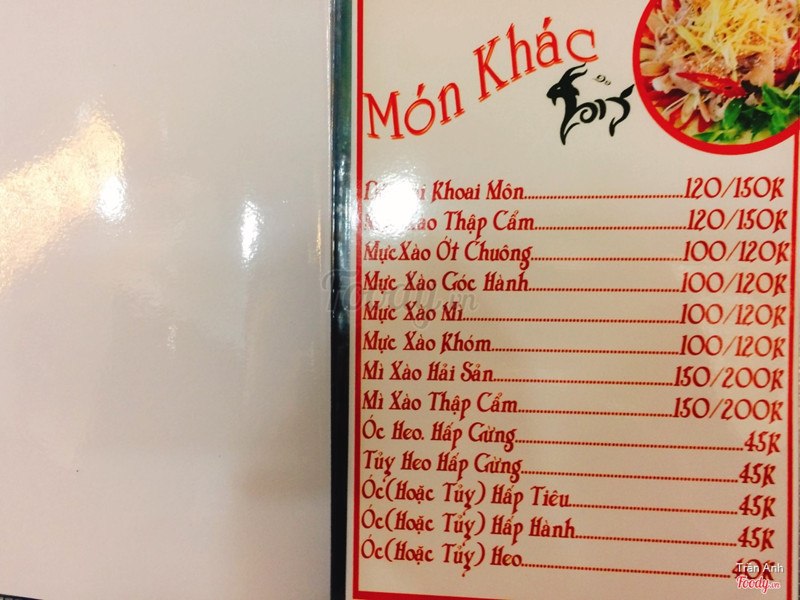 Món Khác
Khoai Môn 120/150K
Xào Thập Cẩm 120/150K
Mực Xào Ớt Chuông 100/120K
Mực Xào Góc Hành 100/120K
Mực Xào Mì 100/120K
Mực Xào Khóm 100/120K
Mì Xào Hải Sản 150/200K
Mì Xào Thập Cẩm 150/200K
Óc Heo. Hấp Gừng 45K
Tủy Heo Hấp Gừng 45K
Óc(Hoặc Tủy) Hấp Tiêu 45K
Óc(Hoặc Tủy) Hấp Hành 45K
Óc(Hoặc Tủy) Heo
Foody.vn
Trân Anh
Foody.vn